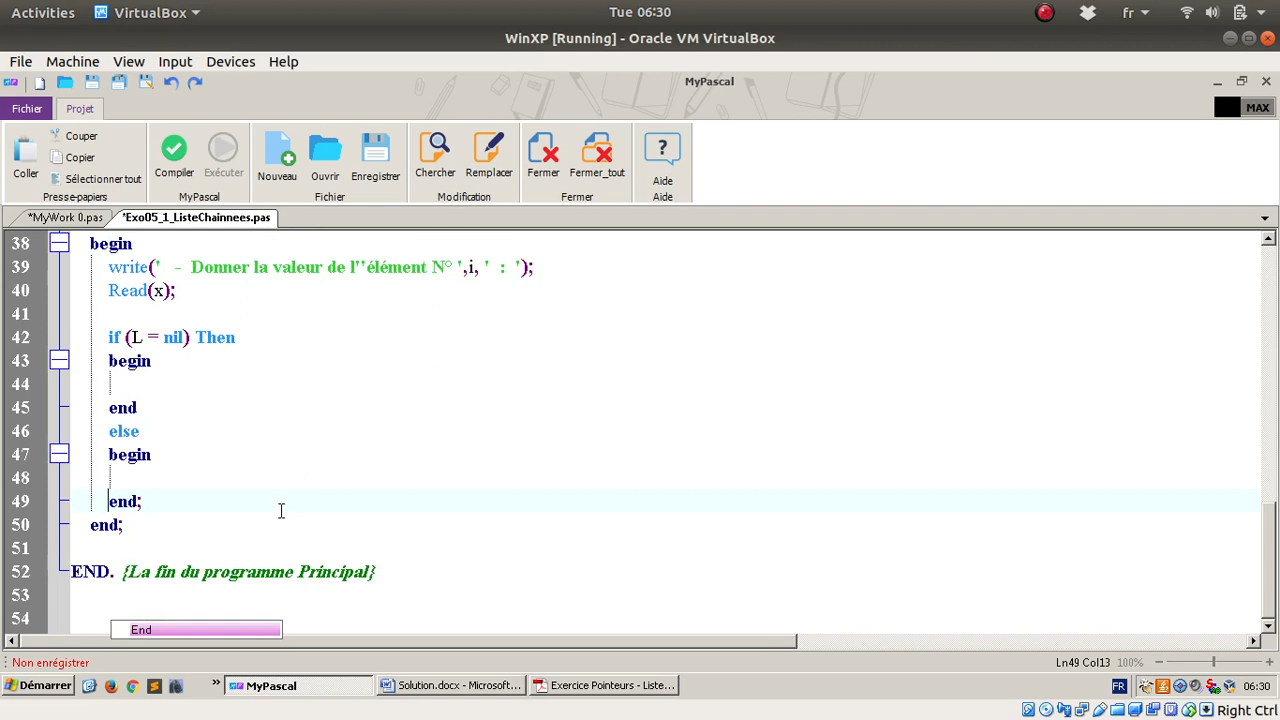 Activities VirtualBox Tue 06:30 fr
WinXP [Running] - Oracle VM VirtualBox
File Machine View Input Devices Help
MyPascal
Fichier Projet MAX
Coller Couper Copier Sélectionner tout Compiler Exécuter Nouveau Ouvrir Enregistrer Chercher Remplacer Fermer Fermer_tout ? Aide
Presse-papiers MyPascal Fichier Modification Fermer Aide
*MyWork 0.pas *Exo05_1_ListeChainnees.pas
38 begin
39 write('   -  Donner la valeur de l''élément N° ',i, '  :  ');
40 Read(x);
41
42 if (L = nil) Then
43 begin
44
45 end
46 else
47 begin
48
49 end;
50 end;
51
52 END.  {La fin du programme Principal}
53
54
End
Non enrégistrer Ln49 Col13 100%
Démarrer » MyPascal Solution.docx - Microsoft... Exercice Pointeurs - Liste... FR 06:30
Right Ctrl